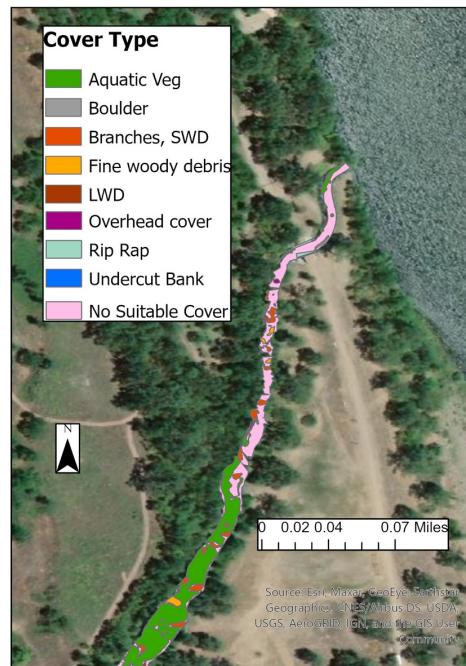 Cover Type
Aquatic Veg
Boulder
Branches, SWD
Fine woody debris
LWD
Overhead cover
Rip Rap
Undercut Bank
No Suitable Cover
N
0 0.02 0.04 0.07 Miles
Source: Esri, Maxar, GeoEye, Earthstar
Geographics, CNES/Airbus DS, USDA,
USGS, AeroGRID, IGN, and the GIS User
Community